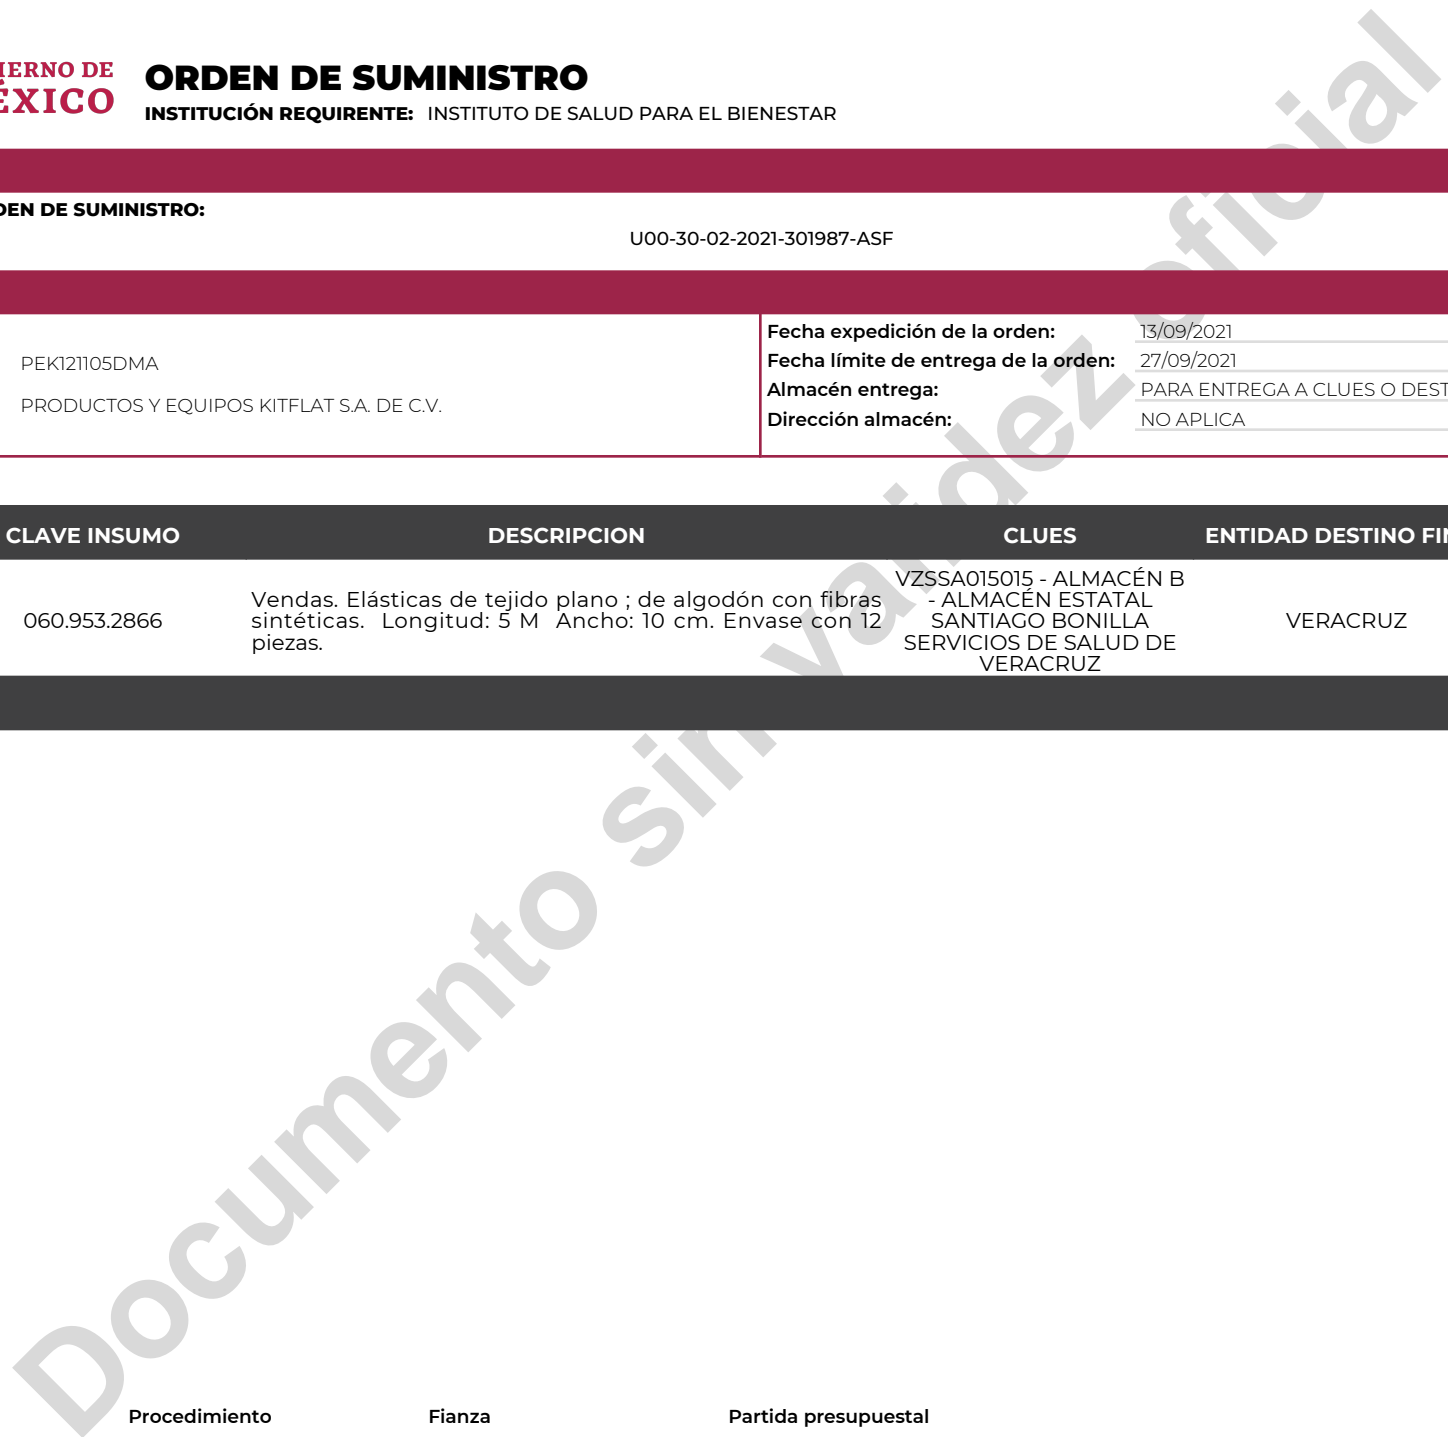 IERNO DE
ÉXICO
ORDEN DE SUMINISTRO
INSTITUCIÓN REQUIRENTE: INSTITUTO DE SALUD PARA EL BIENESTAR
DEN DE SUMINISTRO:
U00-30-02-2021-301987-ASF
PEK121105DMA
PRODUCTOS Y EQUIPOS KITFLAT S.A. DE C.V.
Fecha expedición de la orden: 13/09/2021
Fecha límite de entrega de la orden: 27/09/2021
Almacén entrega: PARA ENTREGA A CLUES O DEST
Dirección almacén: NO APLICA
CLAVE INSUMO DESCRIPCION CLUES ENTIDAD DESTINO FIN
060.953.2866
Vendas. Elásticas de tejido plano ; de algodón con fibras
sintéticas. Longitud: 5 M Ancho: 10 cm. Envase con 12
piezas.
VZSSA015015 - ALMACÉN B
- ALMACÉN ESTATAL
SANTIAGO BONILLA
SERVICIOS DE SALUD DE
VERACRUZ
VERACRUZ
Documento sin validez oficial
Procedimiento Fianza Partida presupuestal